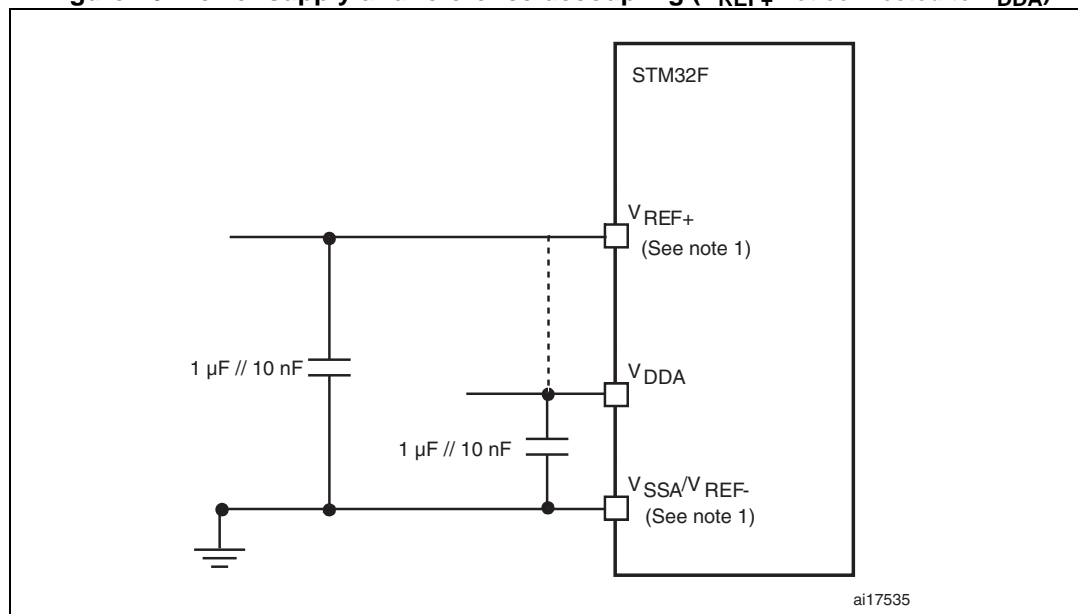 STM32F
VREF+
(See note 1)
1 µF // 10 nF
VDDA
1 µF // 10 nF
VSSA/VREF-
(See note 1)
ai17535